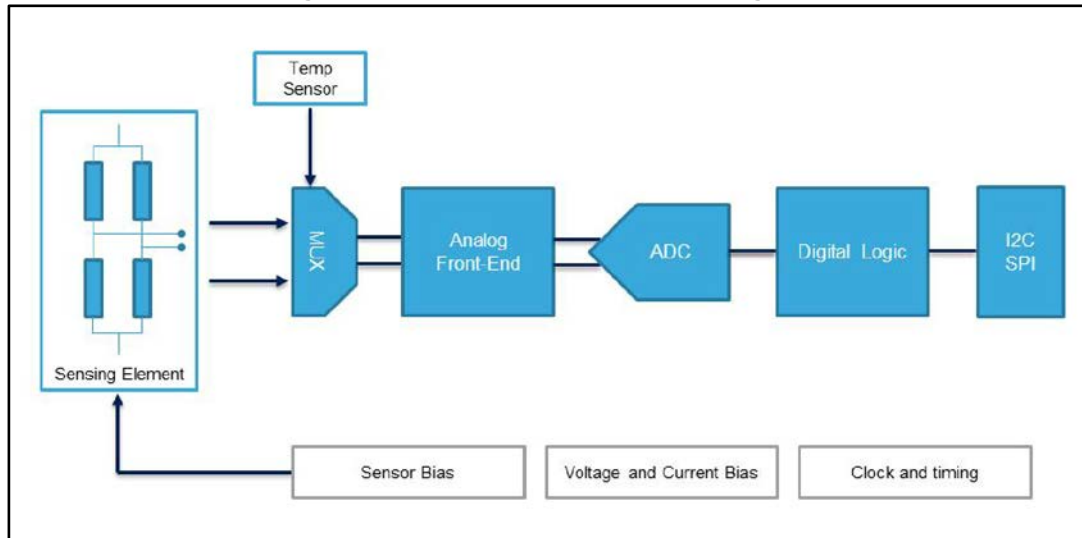 Temp
Sensor
MUX
Analog
Front-End
ADC
Digital Logic
I2C
SPI
Sensing Element
Sensor Bias
Voltage and Current Bias
Clock and timing